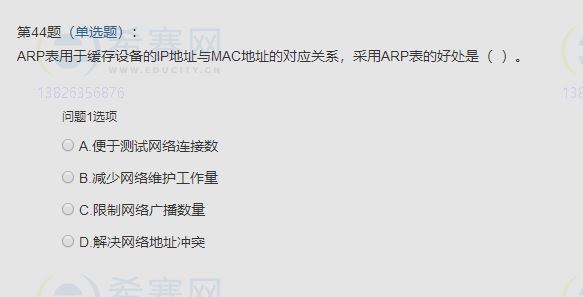 希赛网
第44题（单选题）：
ARP表用于缓存设备的IP地址与MAC地址的对应关系，采用ARP表的好处是（ ）。
WWW.EDUCITY.CN
13826356876
问题1选项
A.便于测试网络连接数
B.减少网络维护工作量
C.限制网络广播数量
D.解决网络地址冲突
希赛网